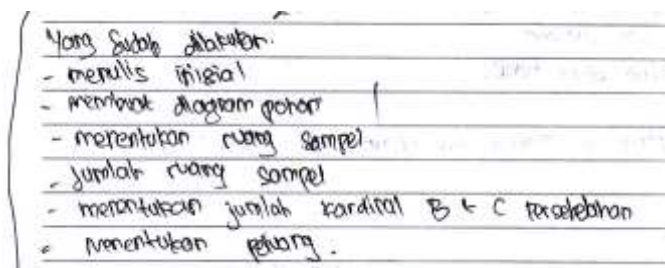 Yang Sudah dilakukan.
- menulis inisial
- membuat diagram pohon
- menentukan ruang sampel
- jumlah ruang sampel
- menentukan jumlah kardinal B & C
- menentukan peluang.